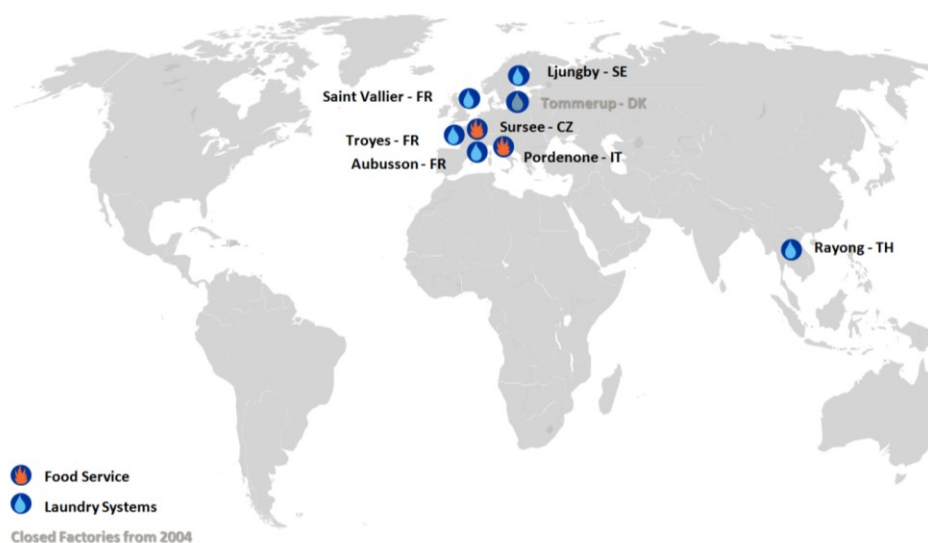 Ljungby - SE
Saint Vallier - FR
Tommerup - DK
Sursee - CZ
Troyes - FR
Pordenone - IT
Aubusson - FR
Rayong - TH
Food Service
Laundry Systems
Closed Factories from 2004